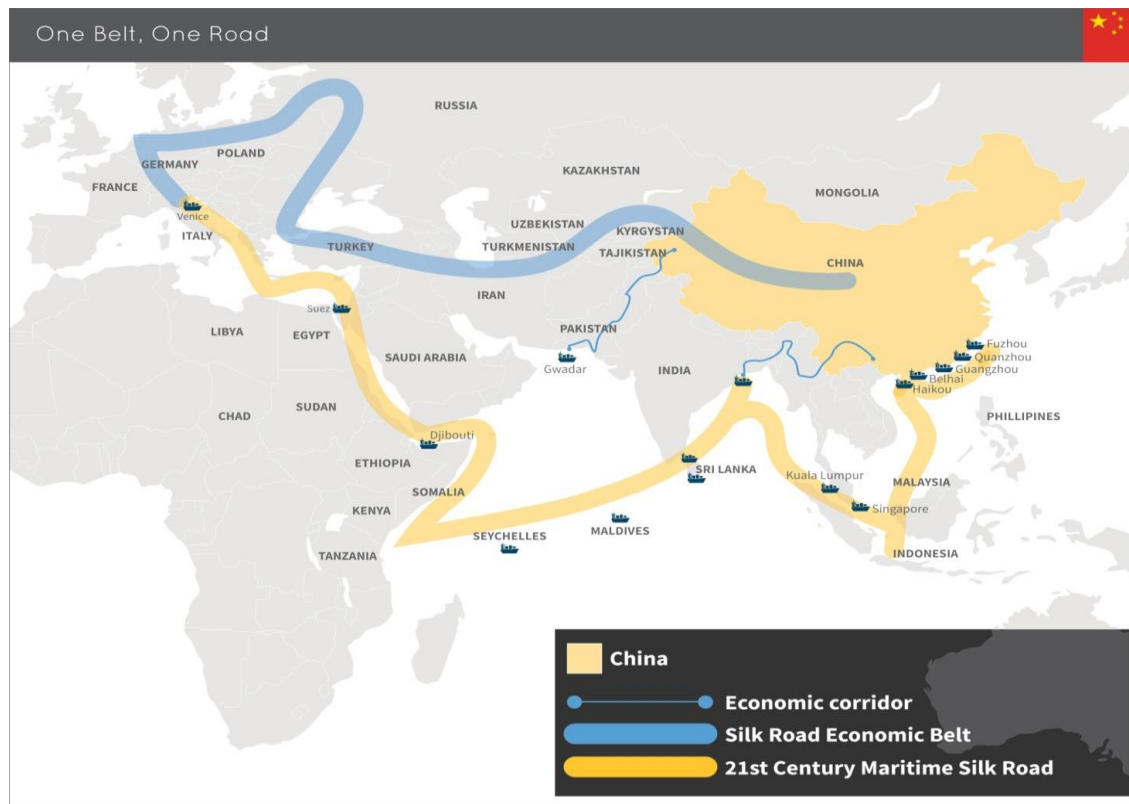 One Belt, One Road
RUSSIA
POLAND
GERMANY
FRANCE
KAZAKHSTAN
MONGOLIA
Venice
ITALY
UZBEKISTAN
KYRGYSTAN
TURKEY
TURKMENISTAN
TAJIKISTAN
CHINA
IRAN
Suez
LIBYA
EGYPT
PAKISTAN
SAUDI ARABIA
Gwadar
INDIA
Fuzhou
Quanzhou
Guangzhou
Belhai
Haikou
CHAD
SUDAN
PHILLIPINES
Djibouti
ETHIOPIA
SRI LANKA
Kuala Lumpur
MALAYSIA
SOMALIA
KENYA
Singapore
SEYCHELLES
MALDIVES
TANZANIA
INDONESIA
China
Economic corridor
Silk Road Economic Belt
21st Century Maritime Silk Road